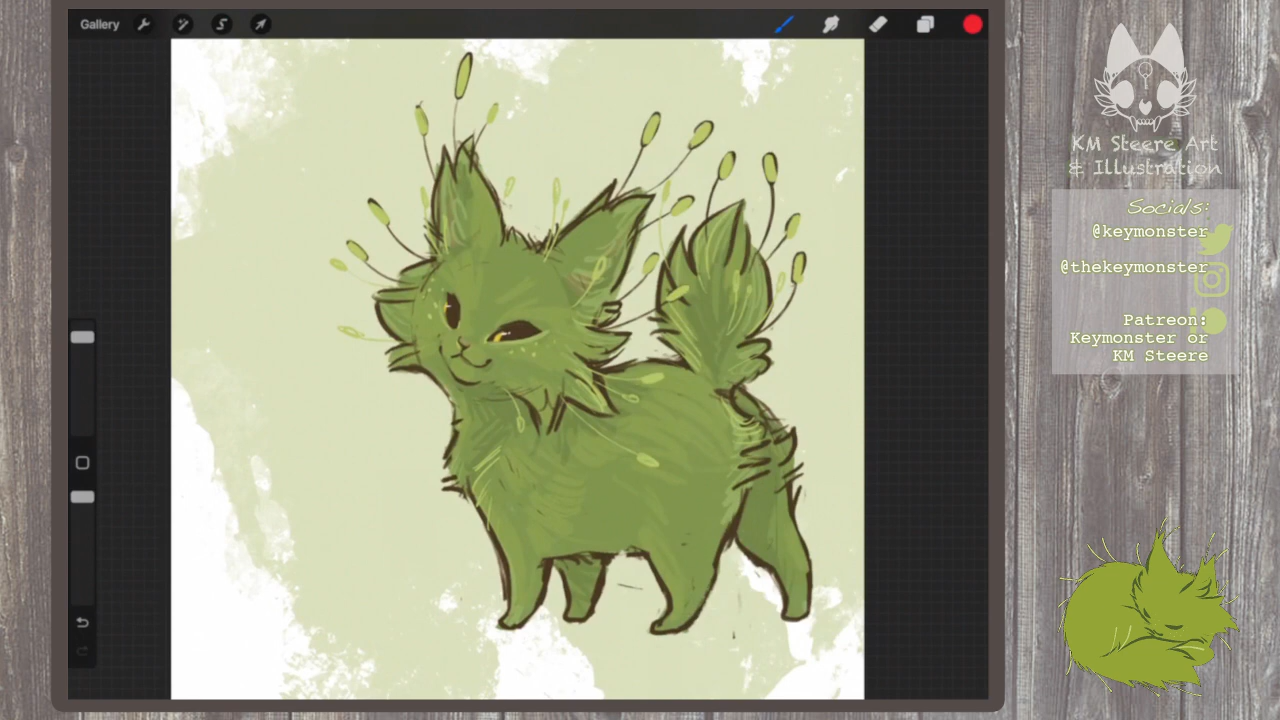 Gallery
KM Steere Art
& Illustration
Socials:
@keymonster
@thekeymonster
Patreon:
Keymonster or
KM Steere